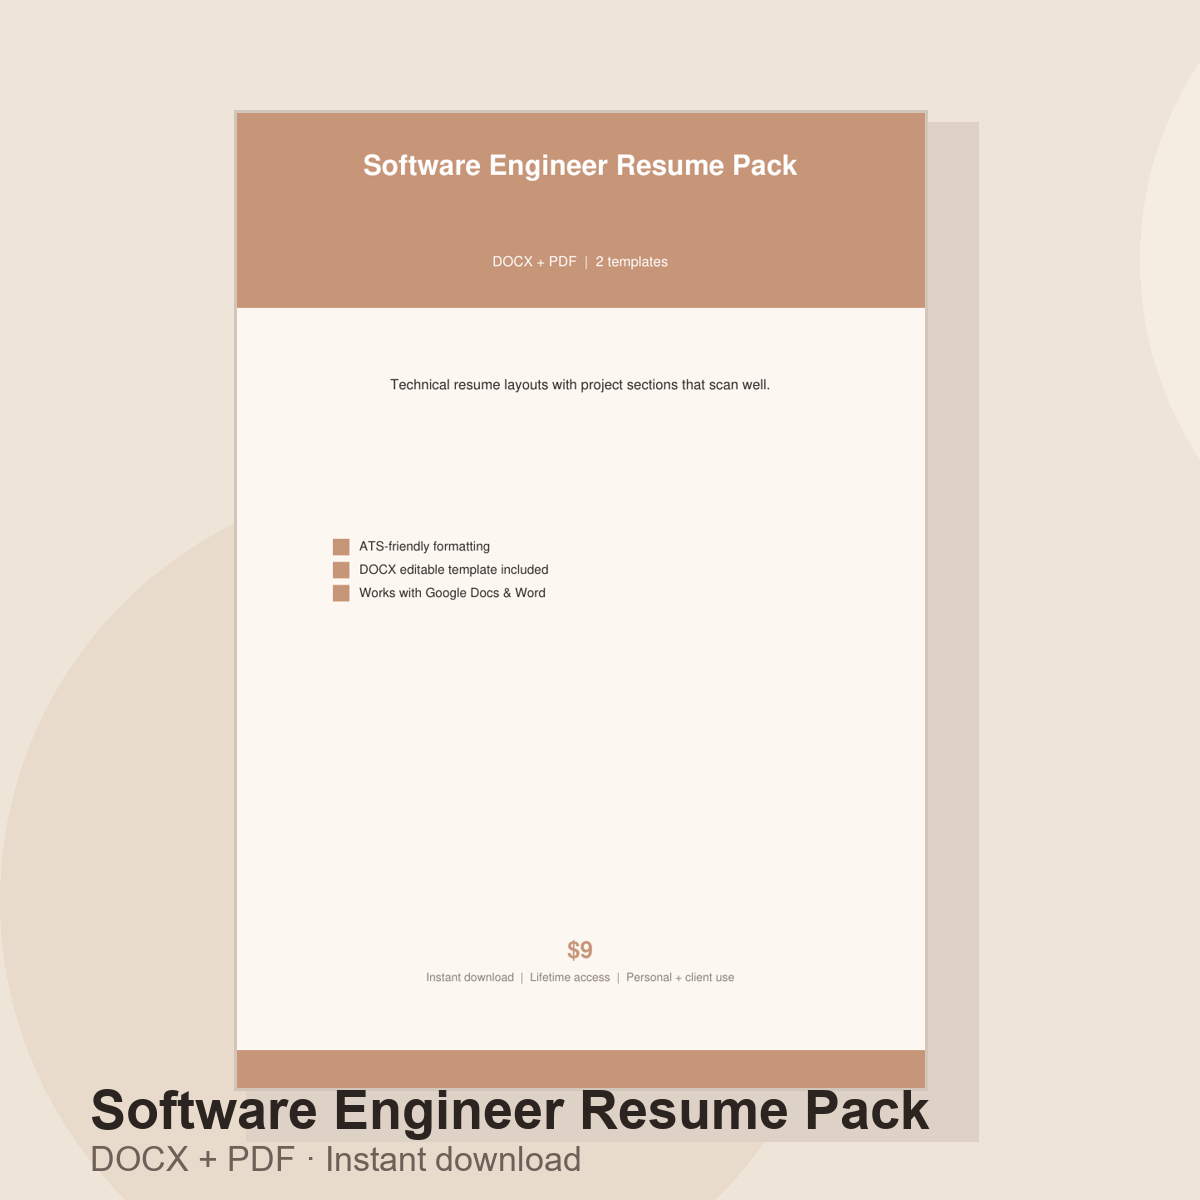 Software Engineer Resume Pack
DOCX + PDF | 2 templates
Technical resume layouts with project sections that scan well.
ATS-friendly formatting
DOCX editable template included
Works with Google Docs & Word
$9
Instant download | Lifetime access | Personal + client use
Software Engineer Resume Pack
DOCX + PDF · Instant download